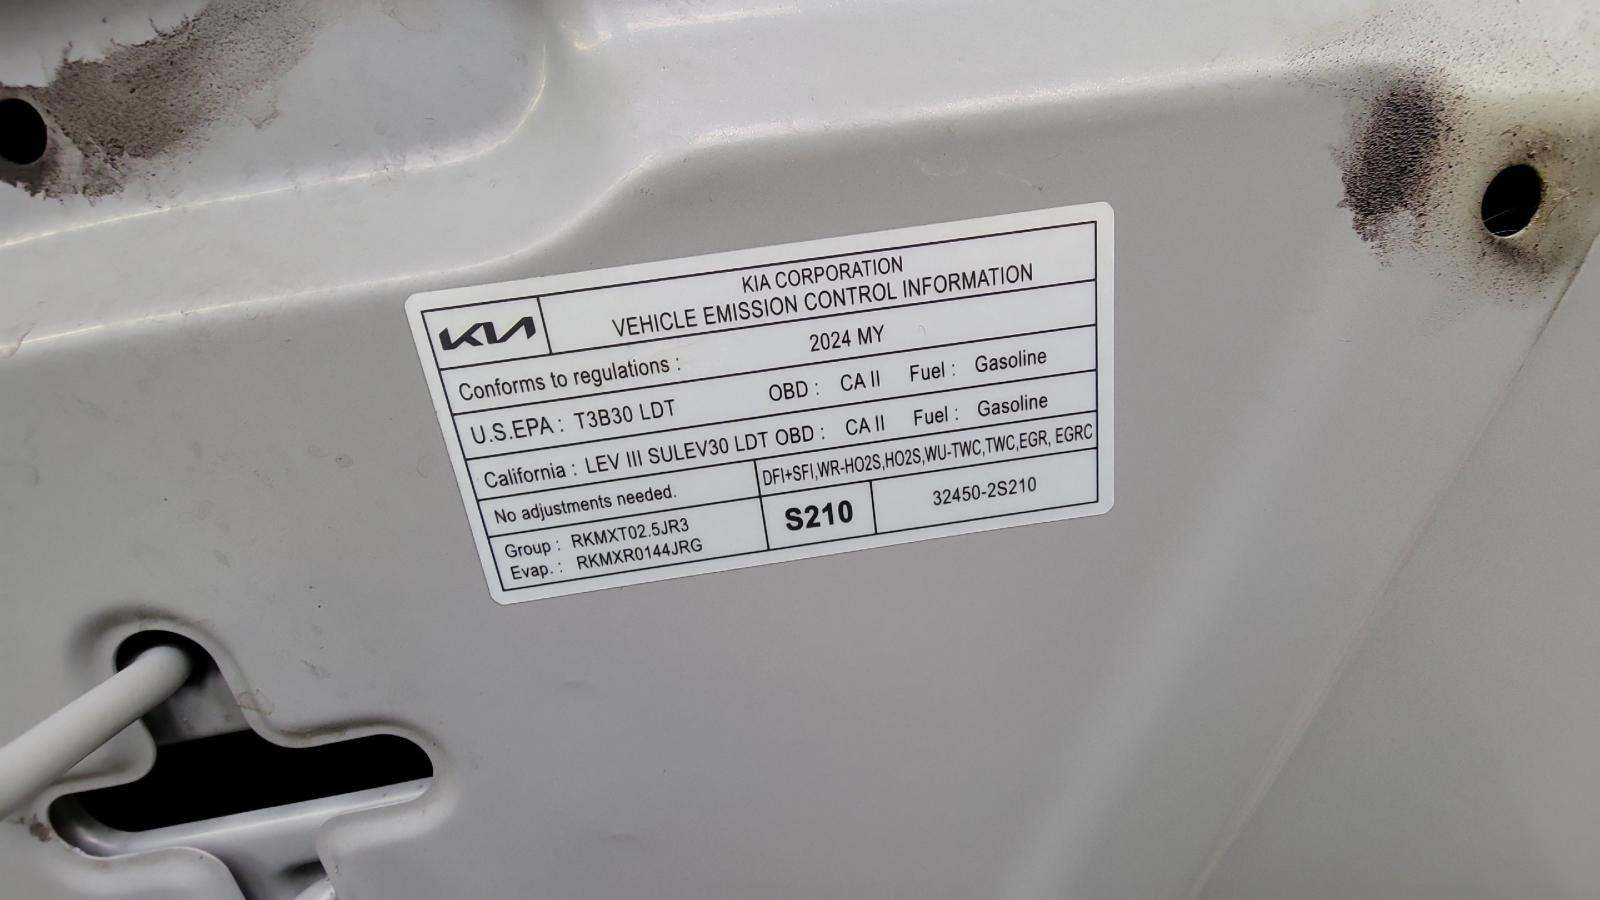 KIA
KIA CORPORATION
VEHICLE EMISSION CONTROL INFORMATION
Conforms to regulations : 2024 MY
U.S.EPA : T3B30 LDT OBD : CA II Fuel : Gasoline
California : LEV III SULEV30 LDT OBD : CA II Fuel : Gasoline
No adjustments needed. DFI+SFI,WR-HO2S,HO2S,WU-TWC,TWC,EGR, EGRC
Group : RKMXT02.5JR3
Evap. : RKMXR0144JRG
S210
32450-2S210